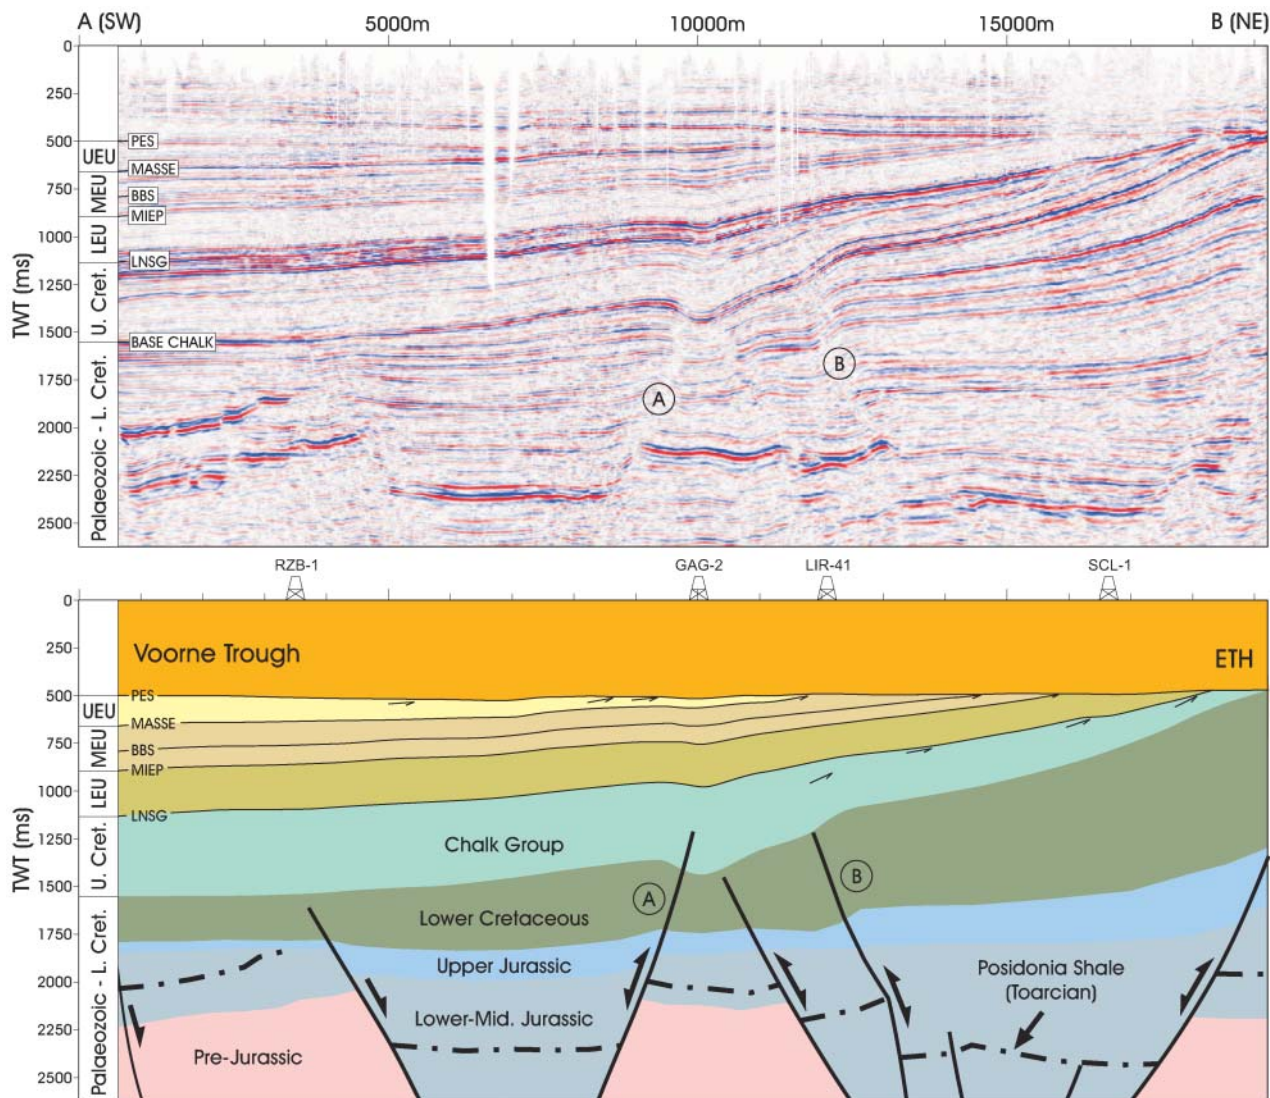 A (SW) 5000m 10000m 15000m B (NE)
0
250
500
750
1000
1250
1500
1750
2000
2250
2500
TWT (ms)
UEU
MEU
LEU
U. Cret.
Palaeozoic - L. Cret.
PES
MASSE
BBS
MIEP
LNSG
BASE CHALK
A
B
RZB-1 GAG-2 LIR-41 SCL-1
0
250
500
750
1000
1250
1500
1750
2000
2250
2500
TWT (ms)
UEU
MEU
LEU
U. Cret.
Palaeozoic - L. Cret.
Voorne Trough
ETH
PES
MASSE
BBS
MIEP
LNSG
Chalk Group
A
B
Lower Cretaceous
Upper Jurassic
Posidonia Shale
(Toarcian)
Lower-Mid. Jurassic
Pre-Jurassic